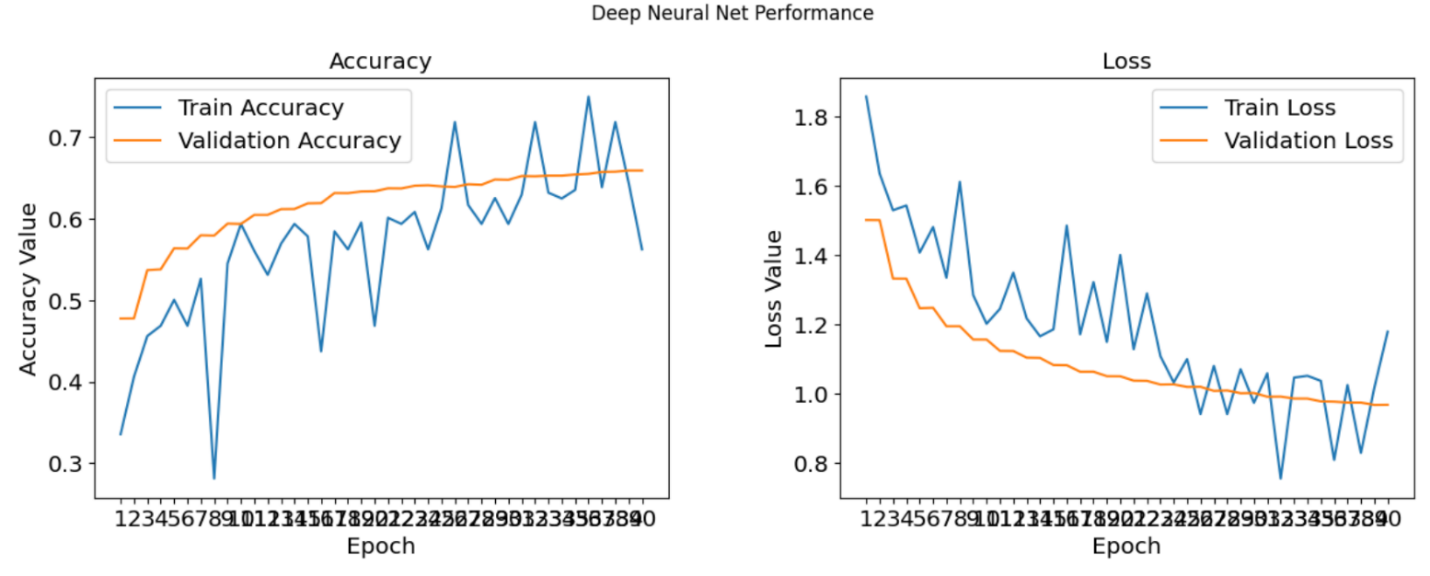 Deep Neural Net Performance
Accuracy
Train Accuracy
Validation Accuracy
0.7
0.6
0.5
0.4
0.3
Accuracy Value
Epoch
Loss
Train Loss
Validation Loss
1.8
1.6
1.4
1.2
1.0
0.8
Loss Value
Epoch